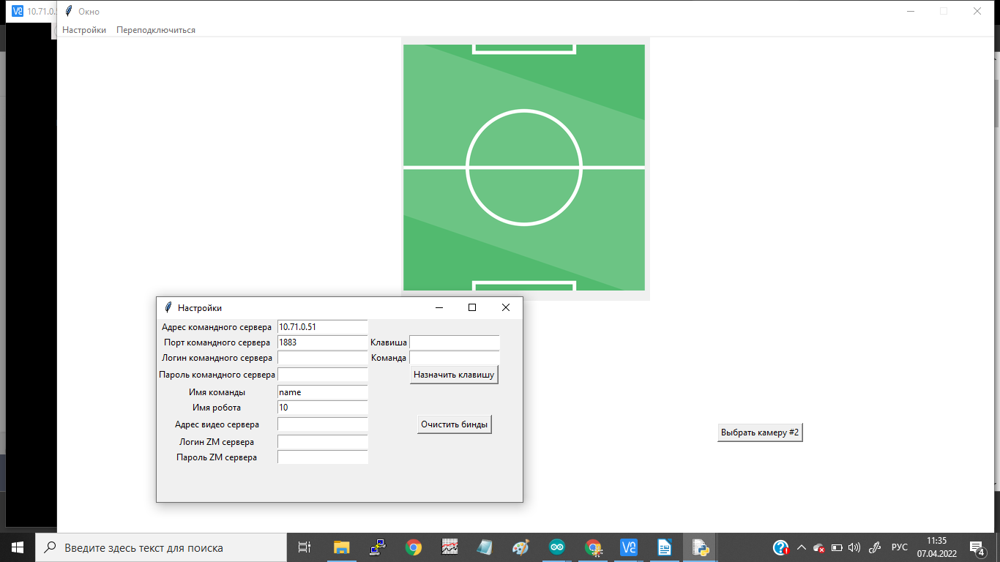 10.71.0.5
Окно
Настройки Переподключиться
Настройки
Адрес командного сервера 10.71.0.51
Порт командного сервера 1883 Клавиша
Логин командного сервера Команда
Пароль командного сервера Назначить клавишу
Имя команды name
Имя робота 10
Адрес видео сервера Очистить бинды
Логин ZM сервера
Пароль ZM сервера
Выбрать камеру #2
Введите здесь текст для поиска
РУС
11:35
07.04.2022
4